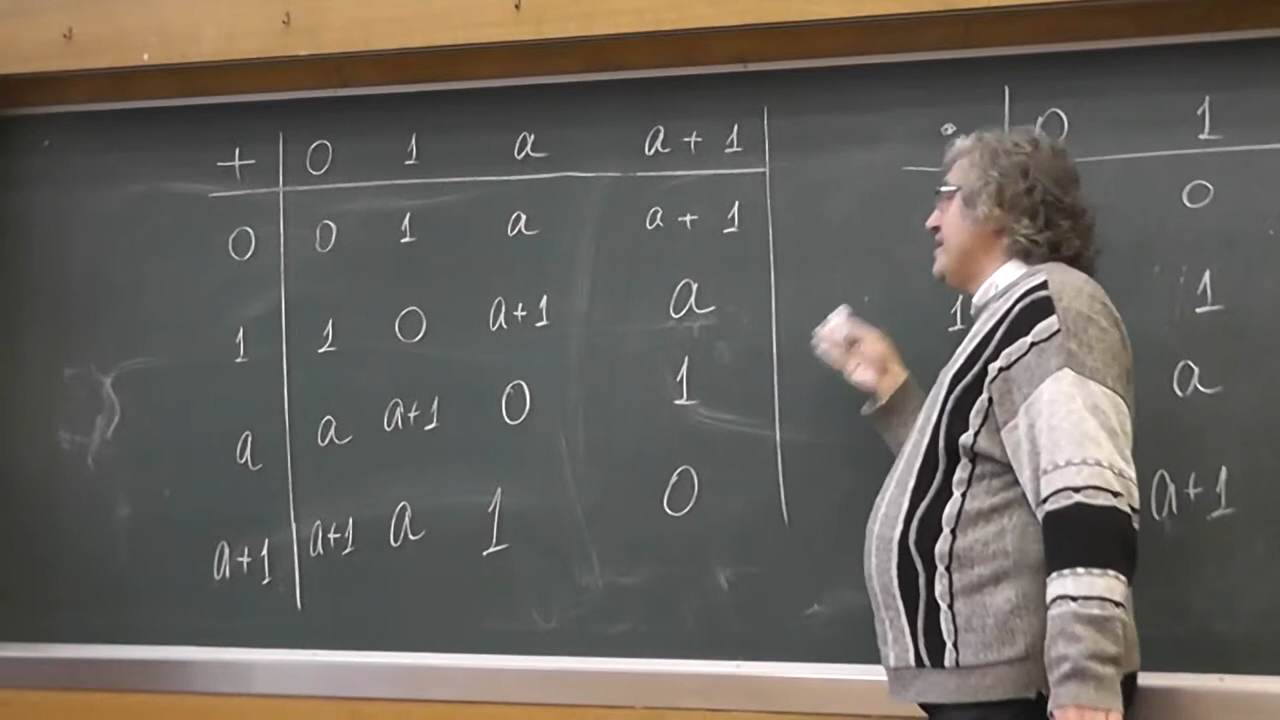 + 0 1 a a+1
0 0 1 a a+1
1 1 0 a+1 a
a a a+1 0 1
a+1 a+1 a 1 0
· 0 1
0
1 1
a
a+1